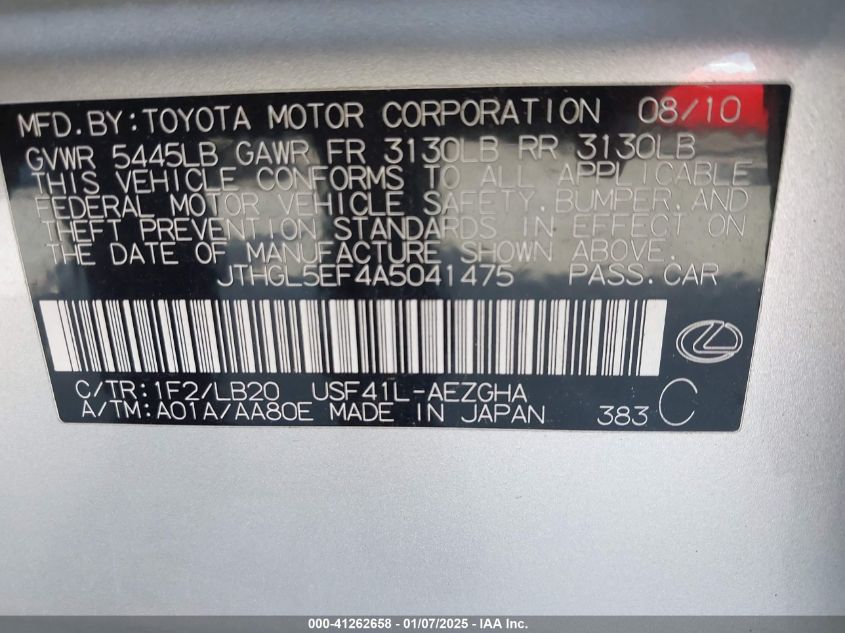 MFD.BY:TOYOTA MOTOR CORPORATION 08/10
GVWR 5445LB GAWR FR 3130LB RR 3130LB
THIS VEHICLE CONFORMS TO ALL APPLICABLE
FEDERAL MOTOR VEHICLE SAFETY,BUMPER,AND
THEFT PREVENTION STANDARDS IN EFFECT ON
THE DATE OF MANUFACTURE SHOWN ABOVE.
JTHGL5EF4A5041475 PASS.CAR
C/TR:1F2/LB20 USF41L-AEZGHA
A/TM:A01A/AA80E MADE IN JAPAN 383 C
000-41262658 - 01/07/2025 - IAA Inc.